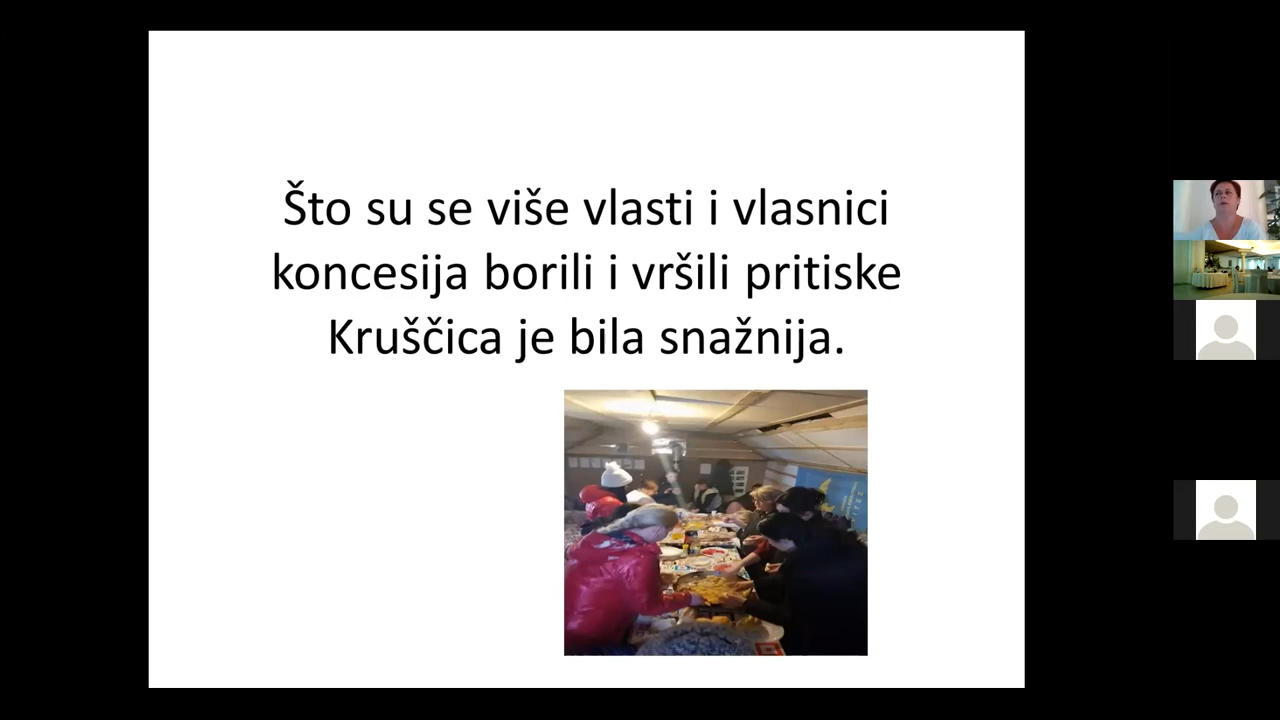 Što su se više vlasti i vlasnici
koncesija borili i vršili pritiske
Kruščica je bila snažnija.